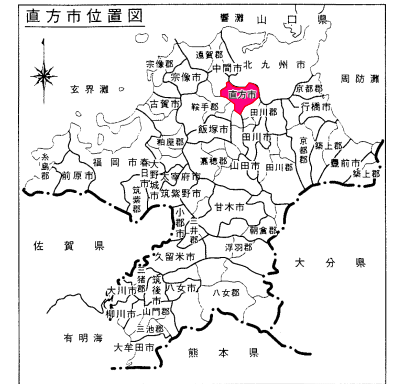 直方市位置図
響灘
山口県
遠賀郡
宗像郡
中間市
北九州市
宗像市
周防灘
玄界灘
直方市
京都郡
古賀市
鞍手郡
田川郡
行橋市
飯塚市
田川市
粕屋郡
京都郡
築上郡
糸島郡
福岡市
春日市
嘉穂郡
山田市
田川郡
豊前市
前原市
大野城市
太宰府市
築上郡
筑紫郡
筑紫野市
小郡市
甘木市
三井郡
朝倉郡
佐賀県
浮羽郡
大分県
久留米市
三潴郡
大川市
筑後市
八女市
八女郡
柳川市
山門郡
有明海
三池郡
大牟田市
熊本県